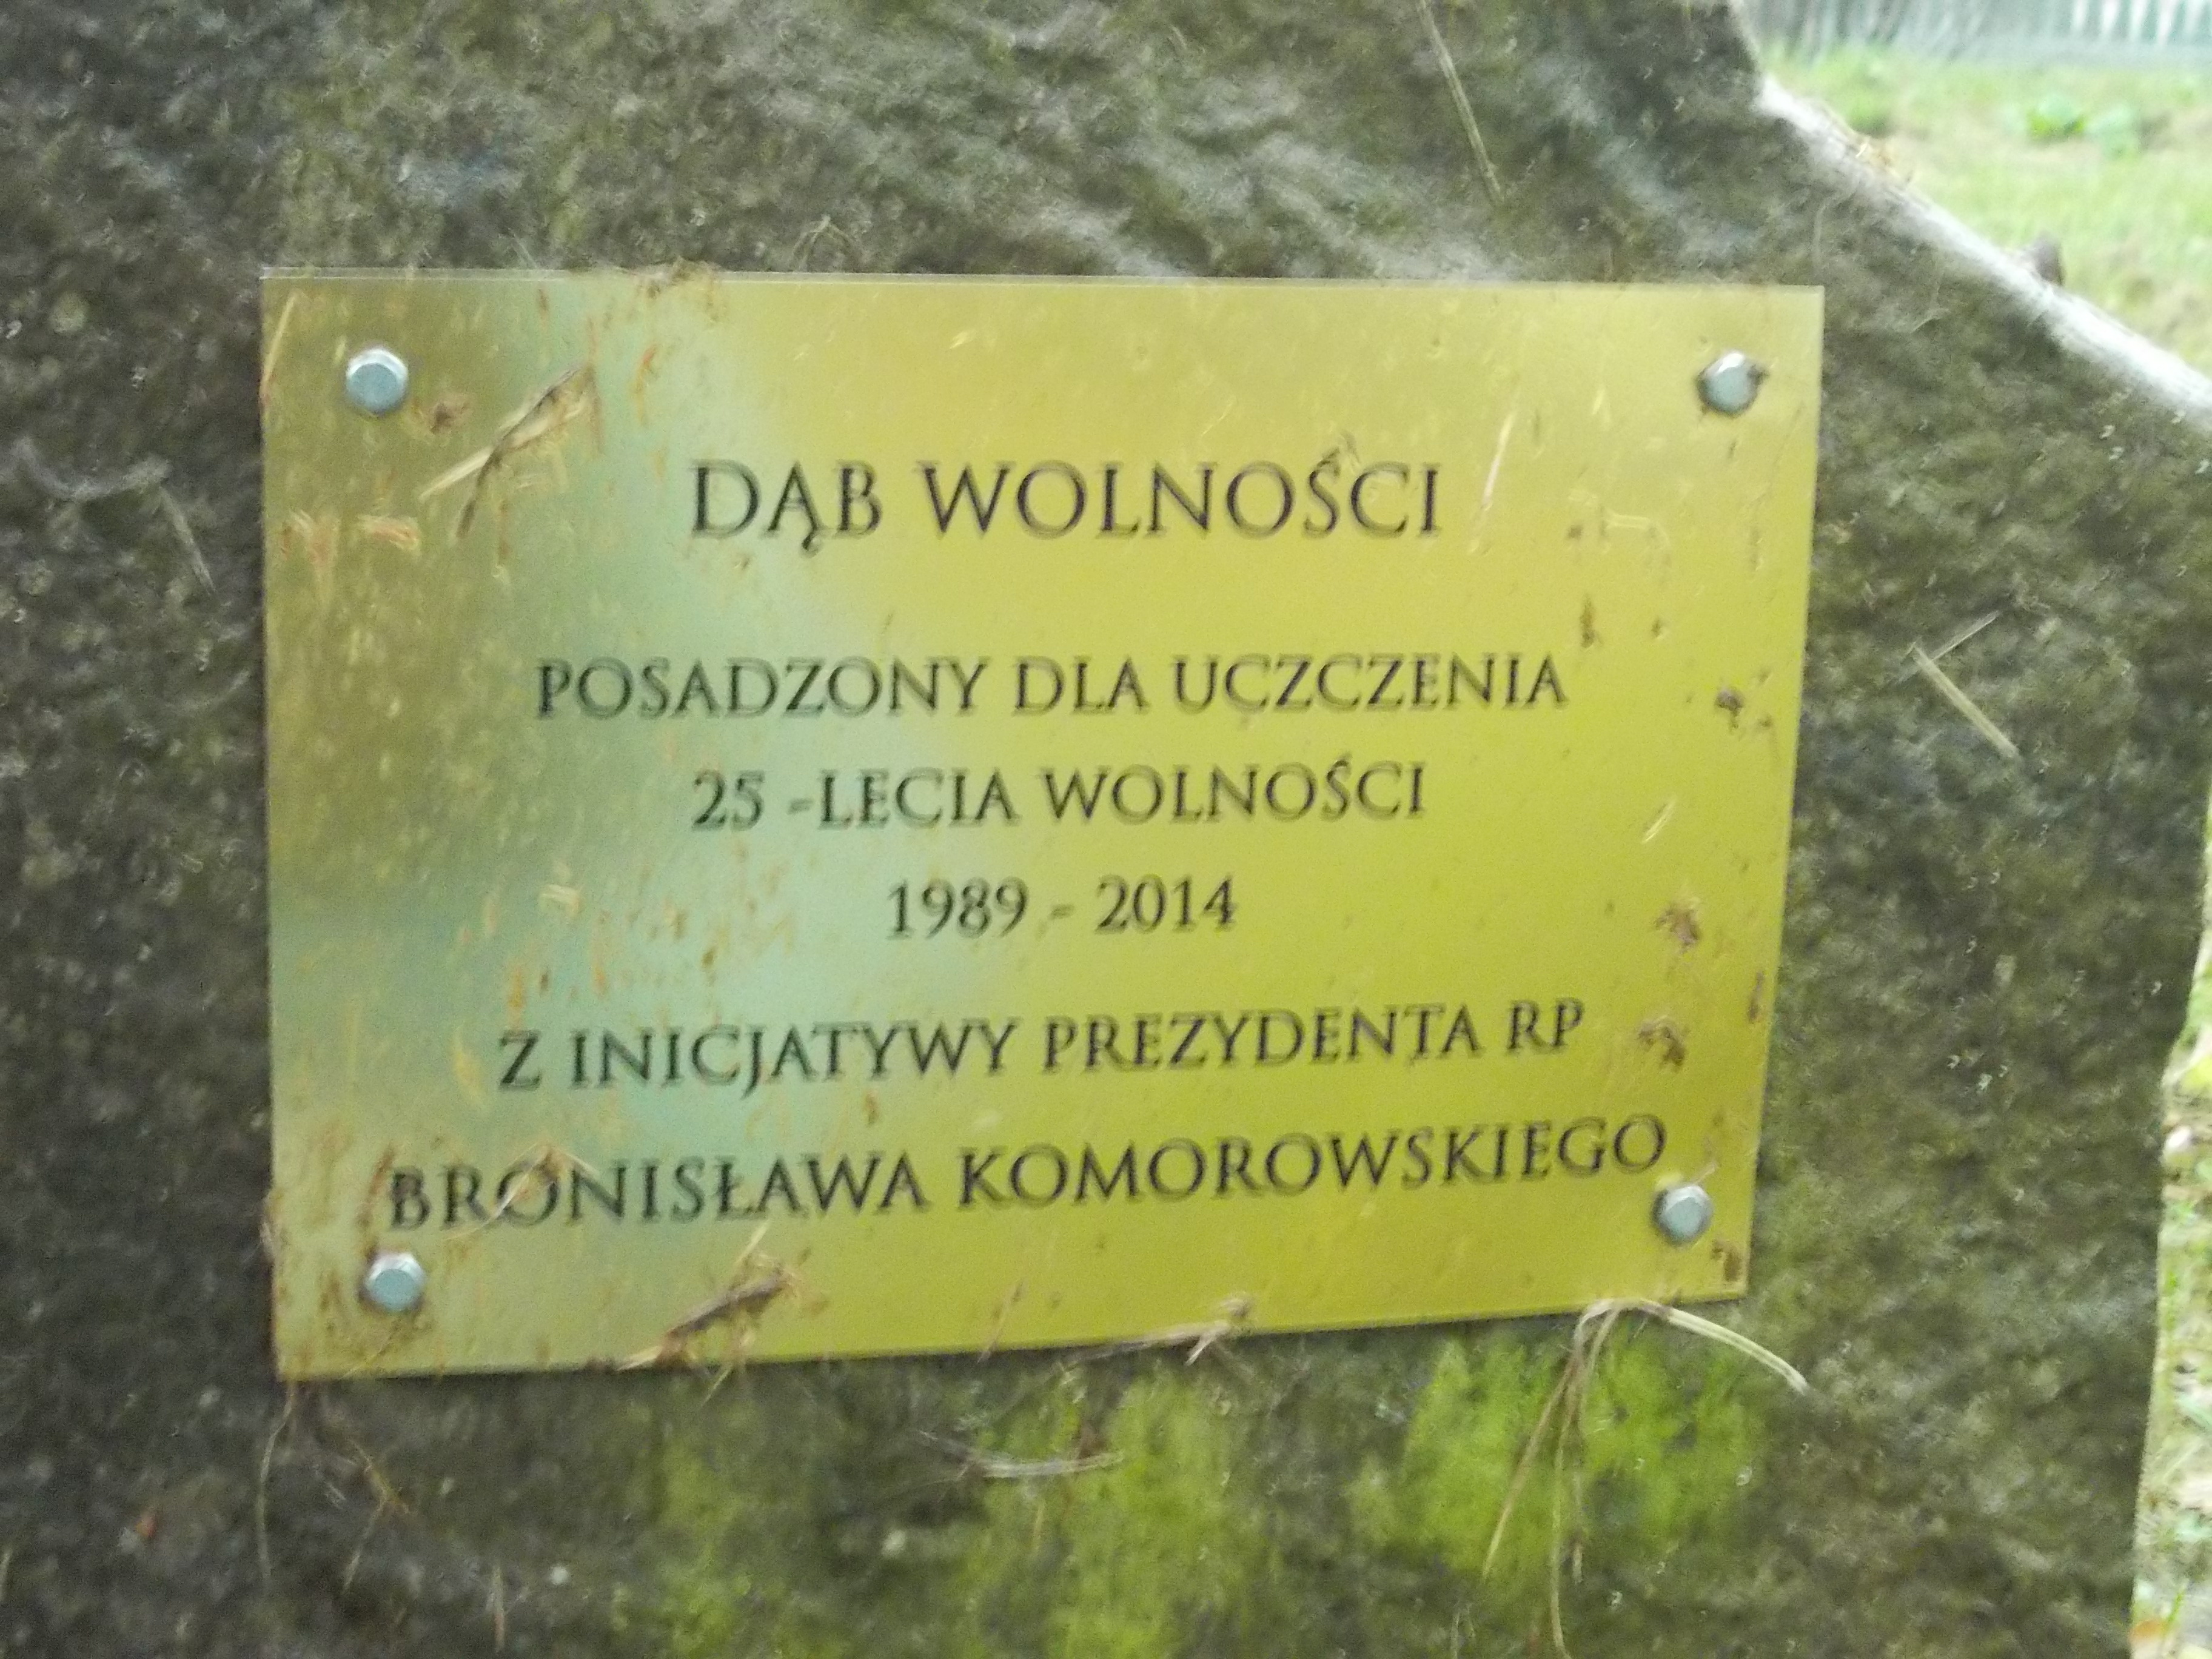 DĄB WOLNOŚCI
POSADZONY DLA UCZCZENIA
25 -LECIA WOLNOŚCI
1989 - 2014
Z INICJATYWY PREZYDENTA RP
BRONISŁAWA KOMOROWSKIEGO